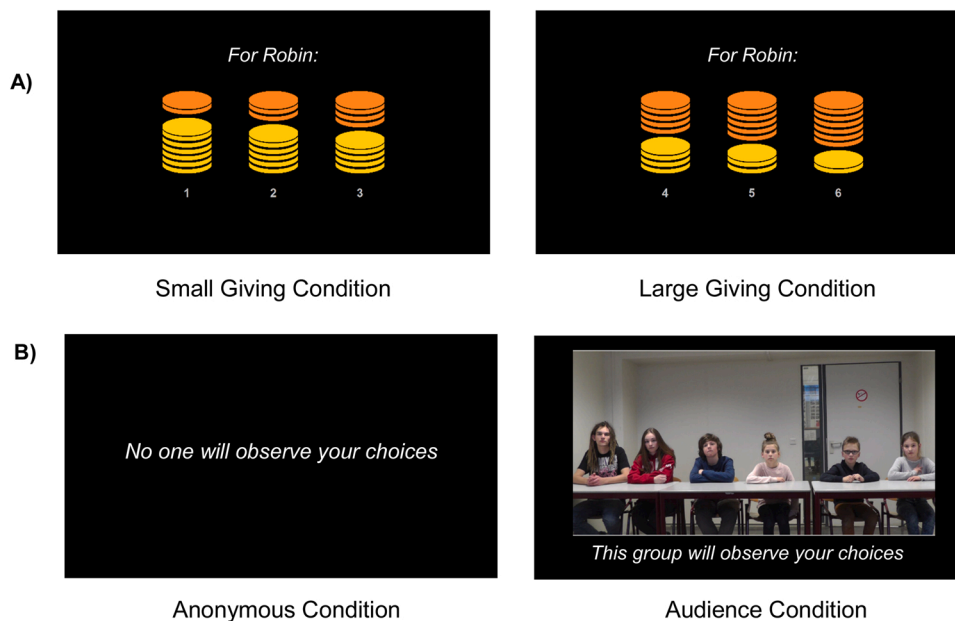 A)
For Robin:
1 2 3
Small Giving Condition
For Robin:
4 5 6
Large Giving Condition
B)
No one will observe your choices
Anonymous Condition
This group will observe your choices
Audience Condition